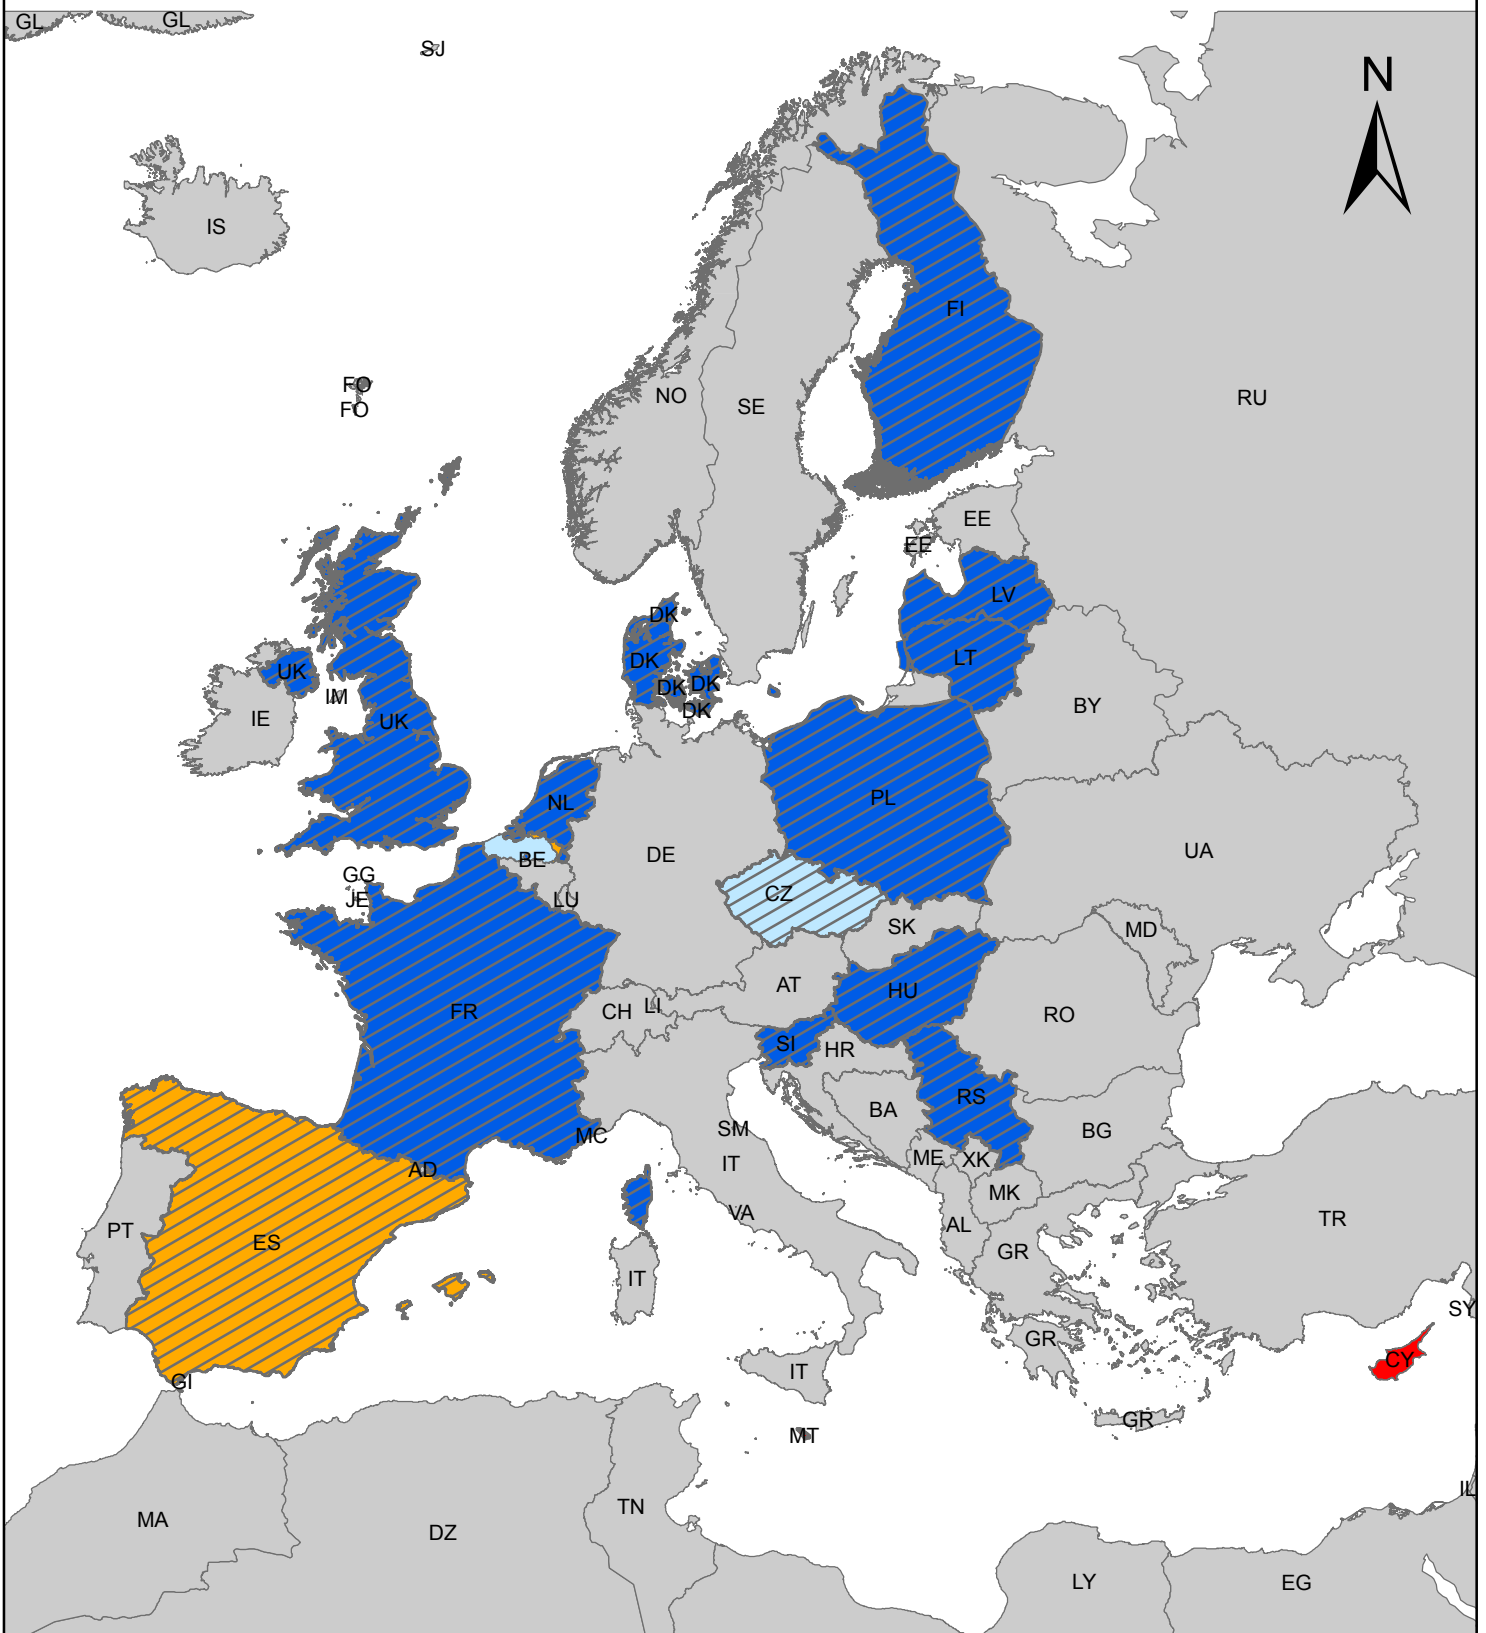 GL
GL
SJ
N
IS
FI
FO
NO
RU
FO
SE
EE
EE
LV
DK
LT
DK
UK
DK
DK
IM
BY
DK
IE
UK
PL
NL
UA
DE
BE
GG
CZ
JE
LU
SK
MD
AT
HU
LI
CH
FR
RO
SI
HR
RS
BA
SM
BG
MC
ME
XK
IT
AD
MK
VA
TR
AL
PT
ES
GR
IT
SY
GR
CY
IT
GI
GR
MT
IL
TN
MA
DZ
LY
EG